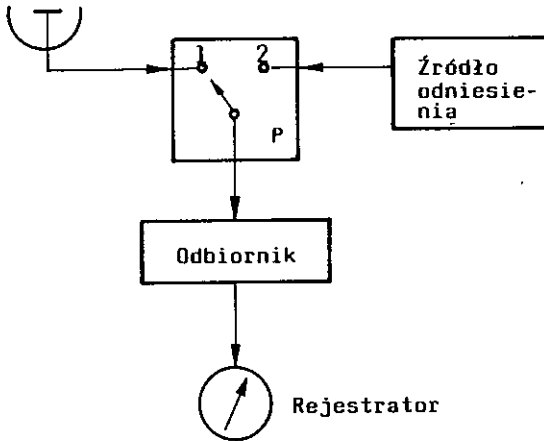 1 2
Źródło
odniesie-
nia
P
Odbiornik
Rejestrator